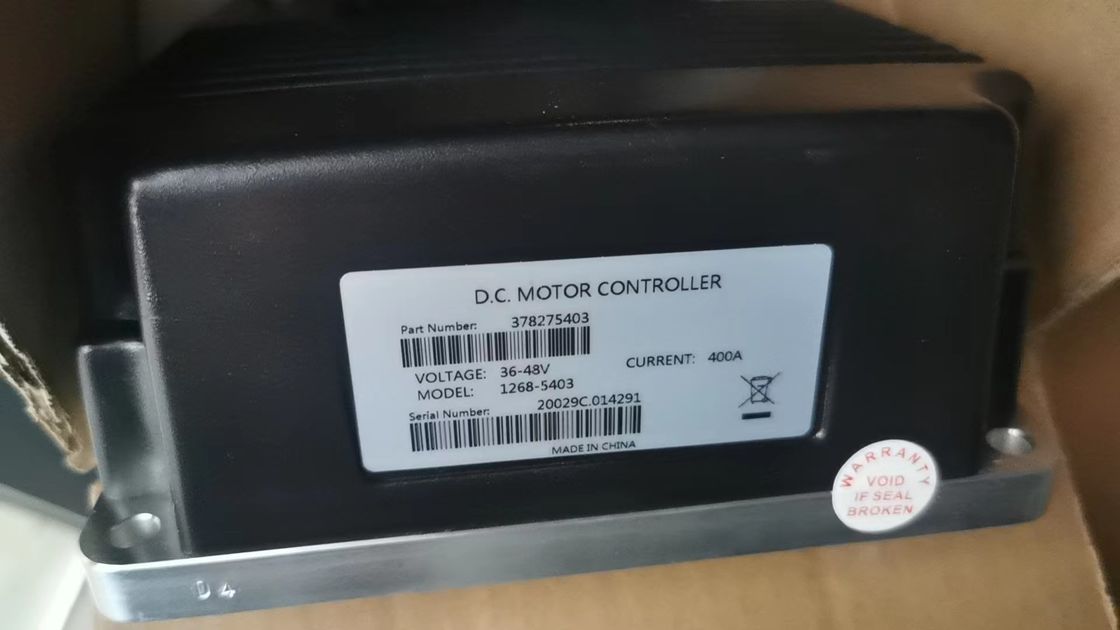 D.C. MOTOR CONTROLLER
Part Number: 378275403
VOLTAGE: 36-48V
CURRENT: 400A
MODEL: 1268-5403
Serial Number: 20029C.014291
MADE IN CHINA
WARRANTY
VOID
IF SEAL
BROKEN
D4